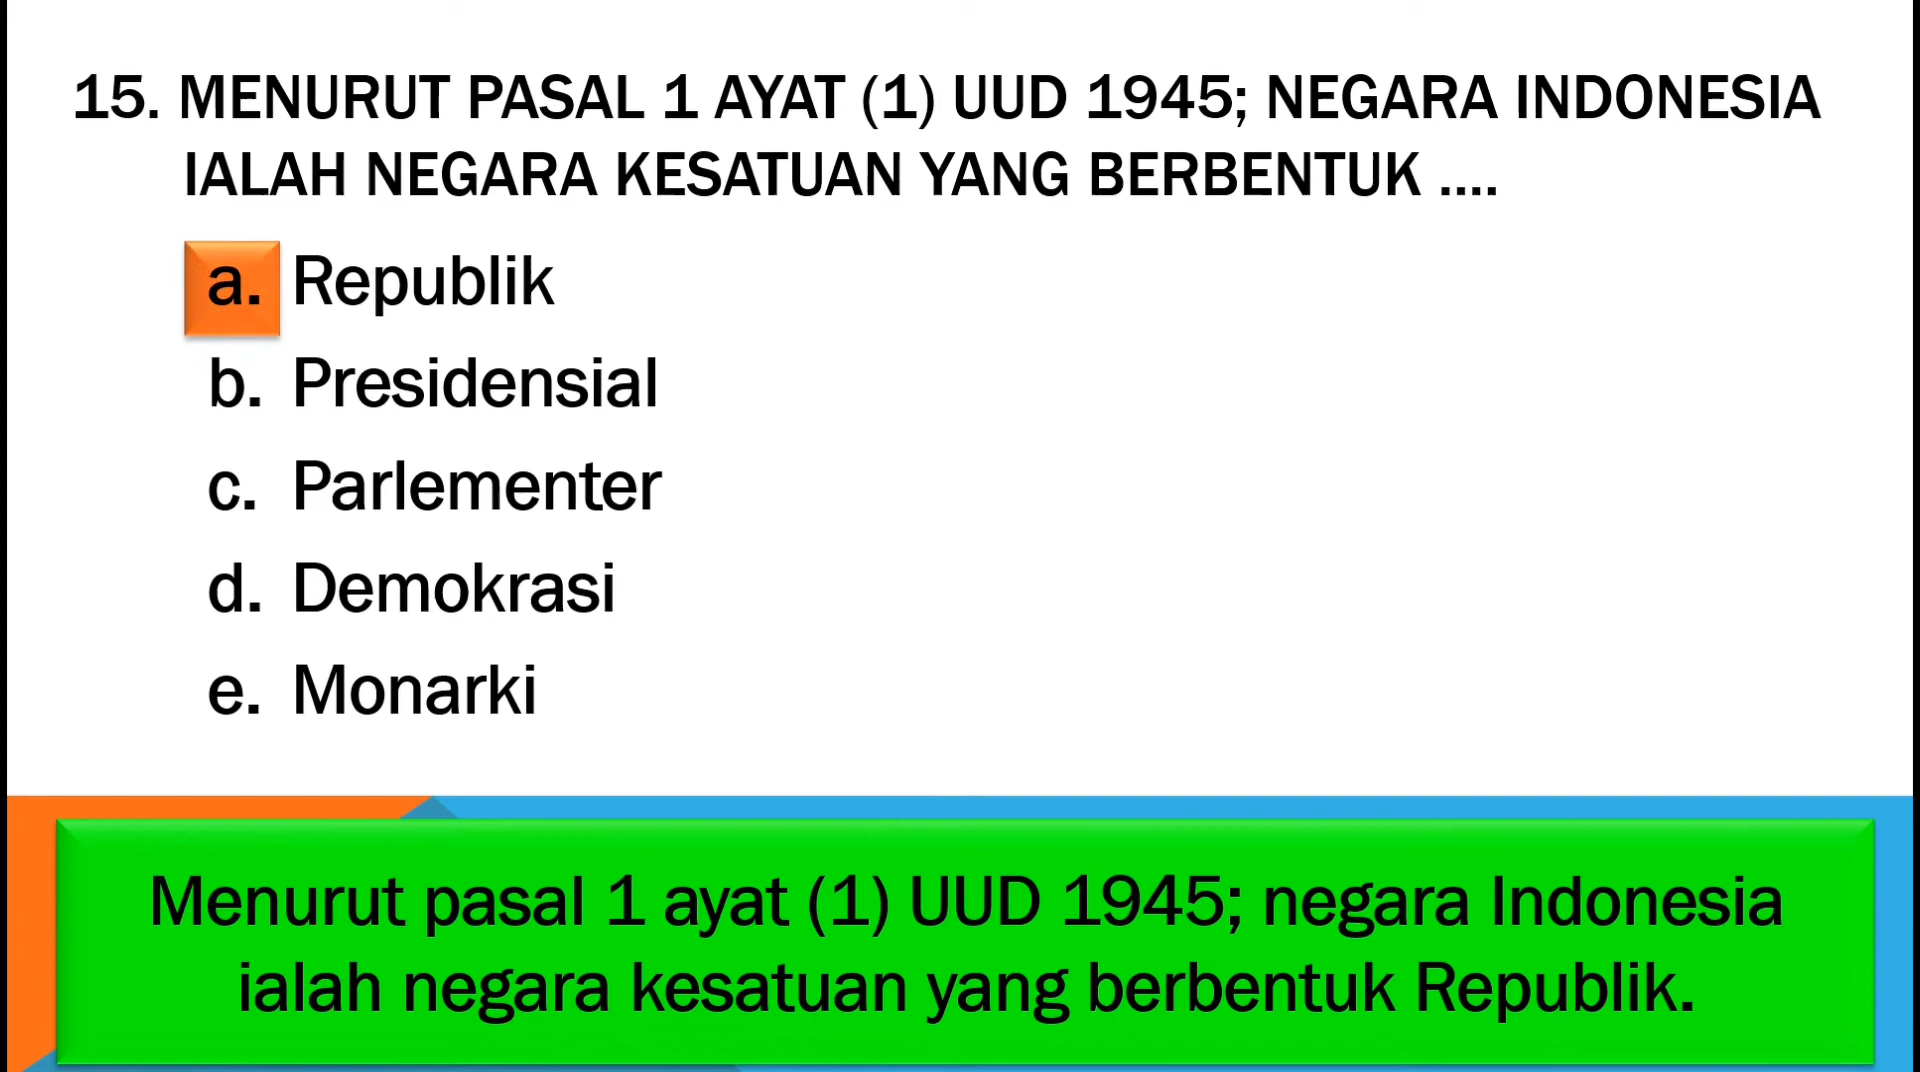 15. MENURUT PASAL 1 AYAT (1) UUD 1945; NEGARA INDONESIA
IALAH NEGARA KESATUAN YANG BERBENTUK ....
a. Republik
b. Presidensial
c. Parlementer
d. Demokrasi
e. Monarki
Menurut pasal 1 ayat (1) UUD 1945; negara Indonesia
ialah negara kesatuan yang berbentuk Republik.